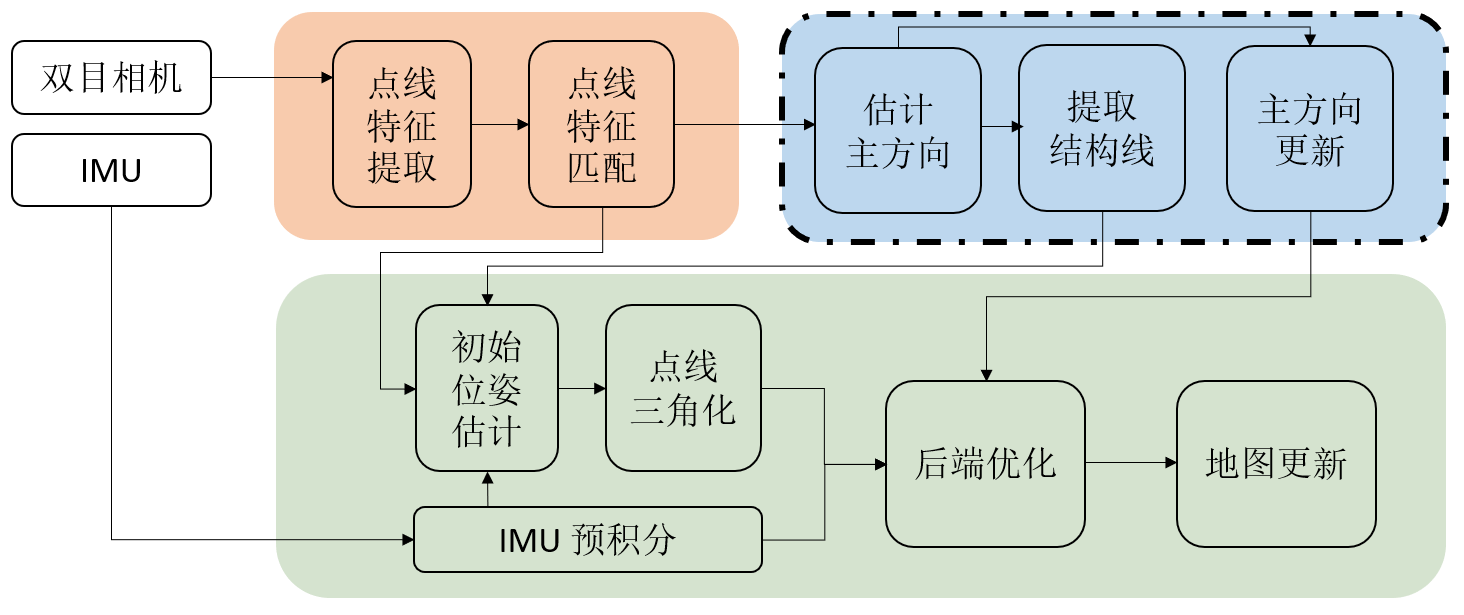 双目相机
IMU
点线
特征
提取
点线
特征
匹配
估计
主方向
提取
结构线
主方向
更新
初始
位姿
估计
点线
三角化
IMU 预积分
后端优化
地图更新